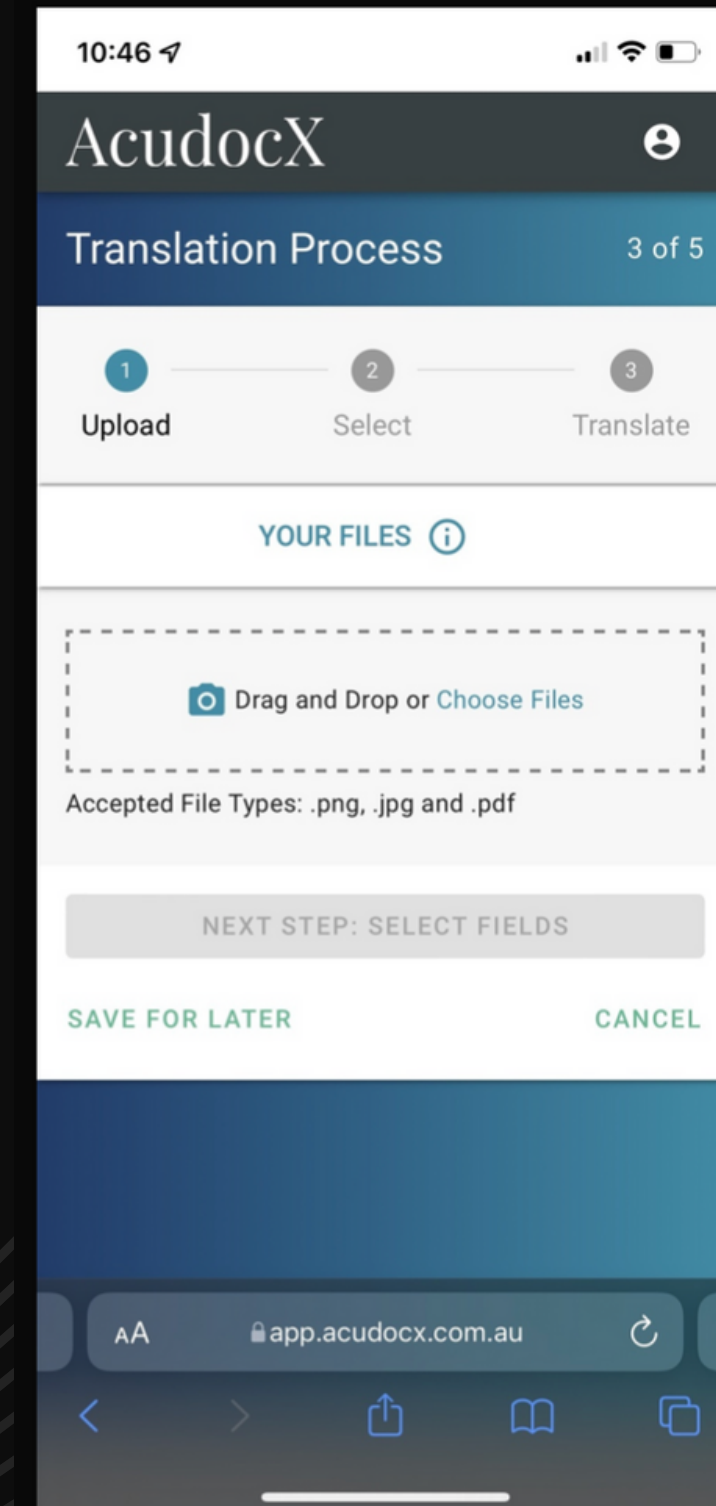 10:46
AcudocX
Translation Process 3 of 5
1 2 3
Upload Select Translate
YOUR FILES
Drag and Drop or Choose Files
Accepted File Types: .png, .jpg and .pdf
NEXT STEP: SELECT FIELDS
SAVE FOR LATER CANCEL
AA app.acudocx.com.au